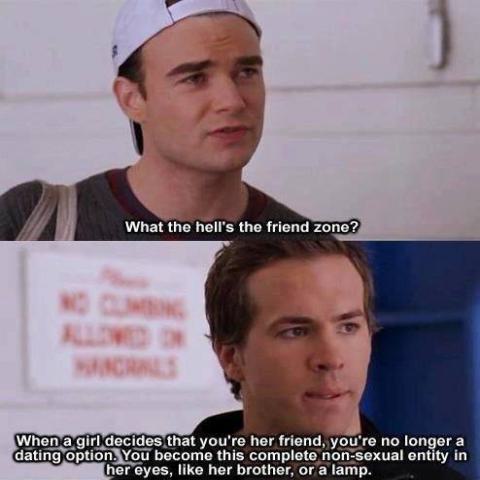 What the hell's the friend zone?
NO CLIMBING
ALLOWED ON
HANDRAILS
When a girl decides that you're her friend, you're no longer a
dating option. You become this complete non-sexual entity in
her eyes, like her brother, or a lamp.